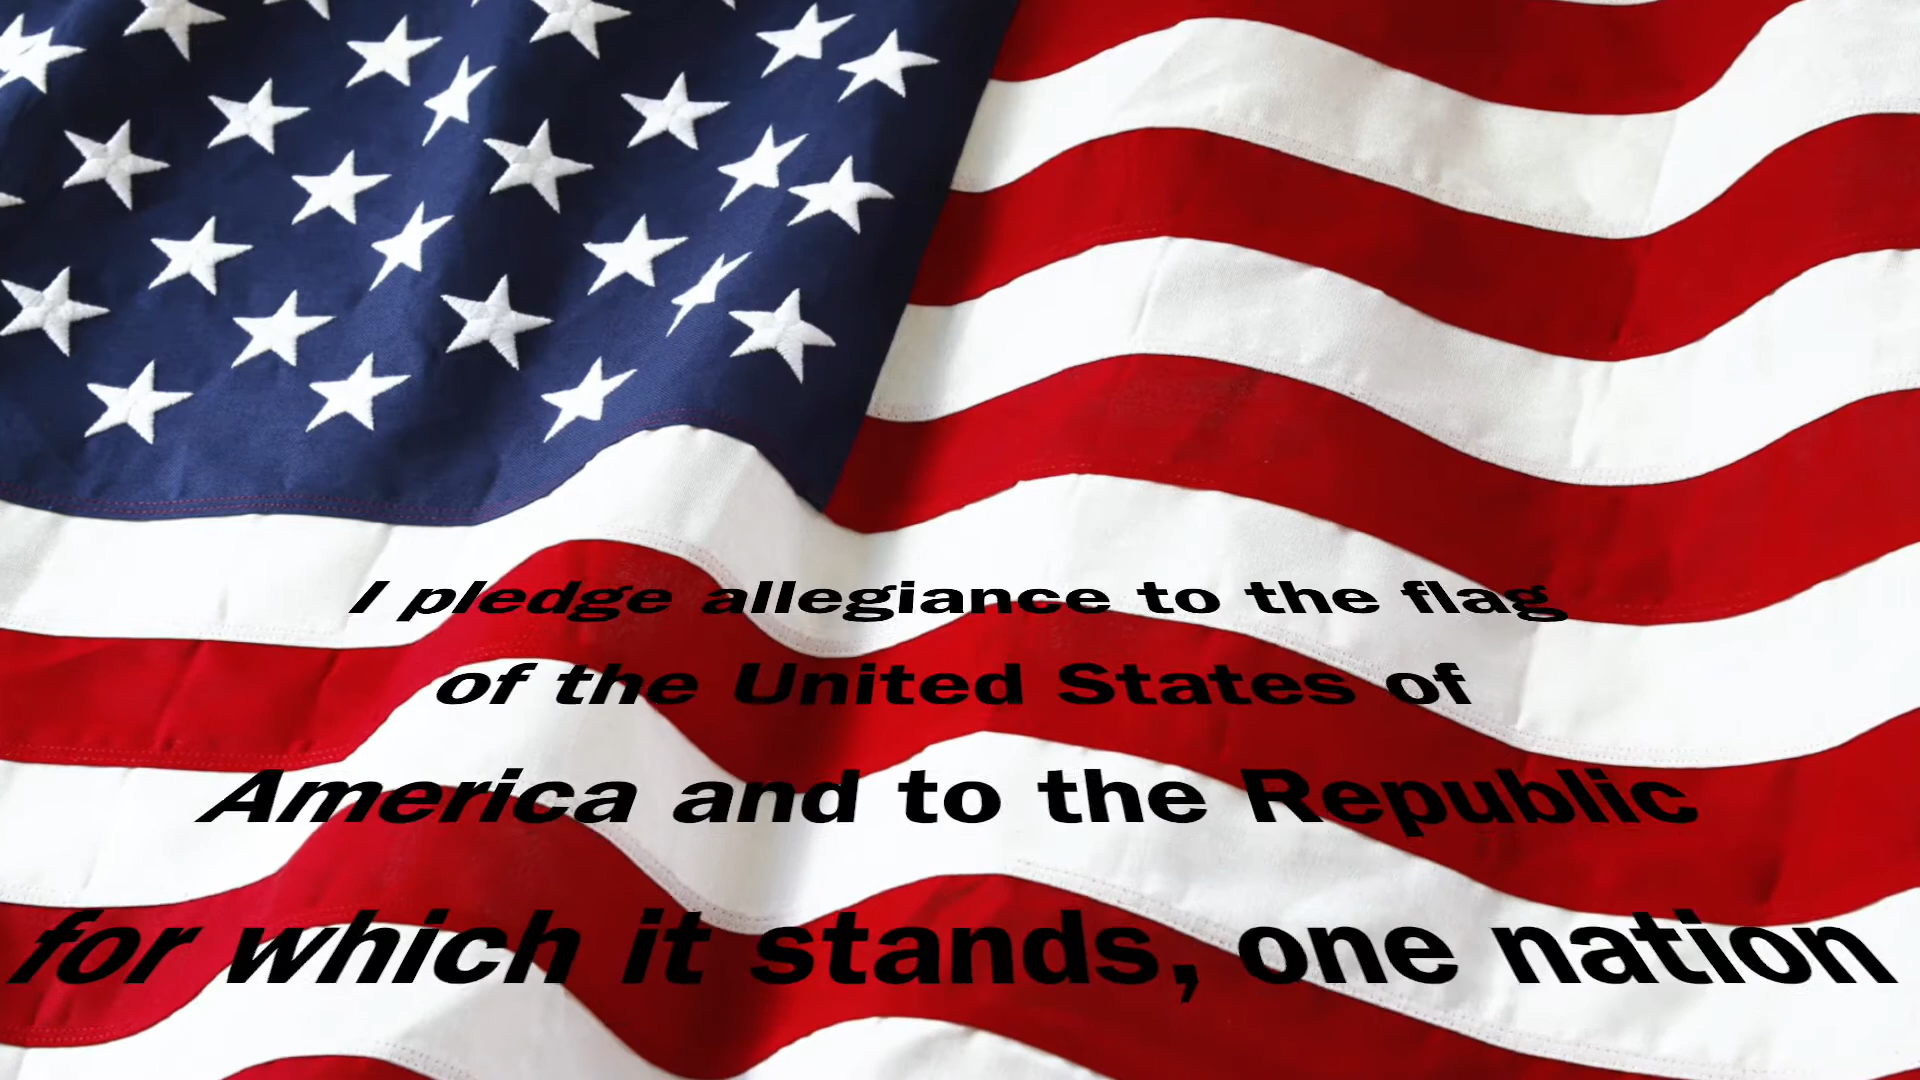 I pledge allegiance to the flag
of the United States of
America and to the Republic
for which it stands, one nation